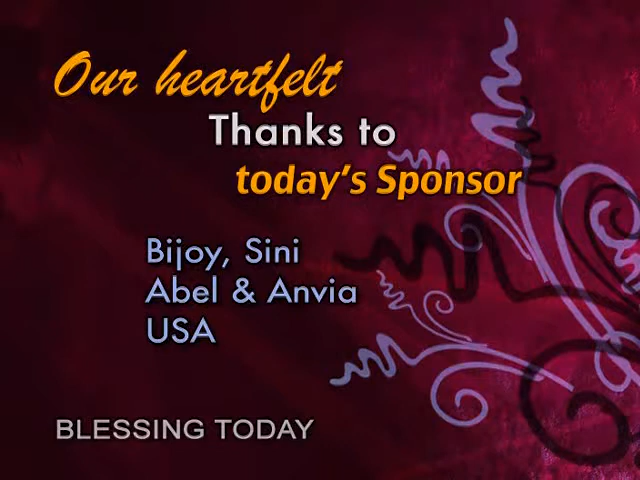 Our heartfelt
Thanks to
today's Sponsor
Bijoy, Sini
Abel & Anvia
USA
BLESSING TODAY